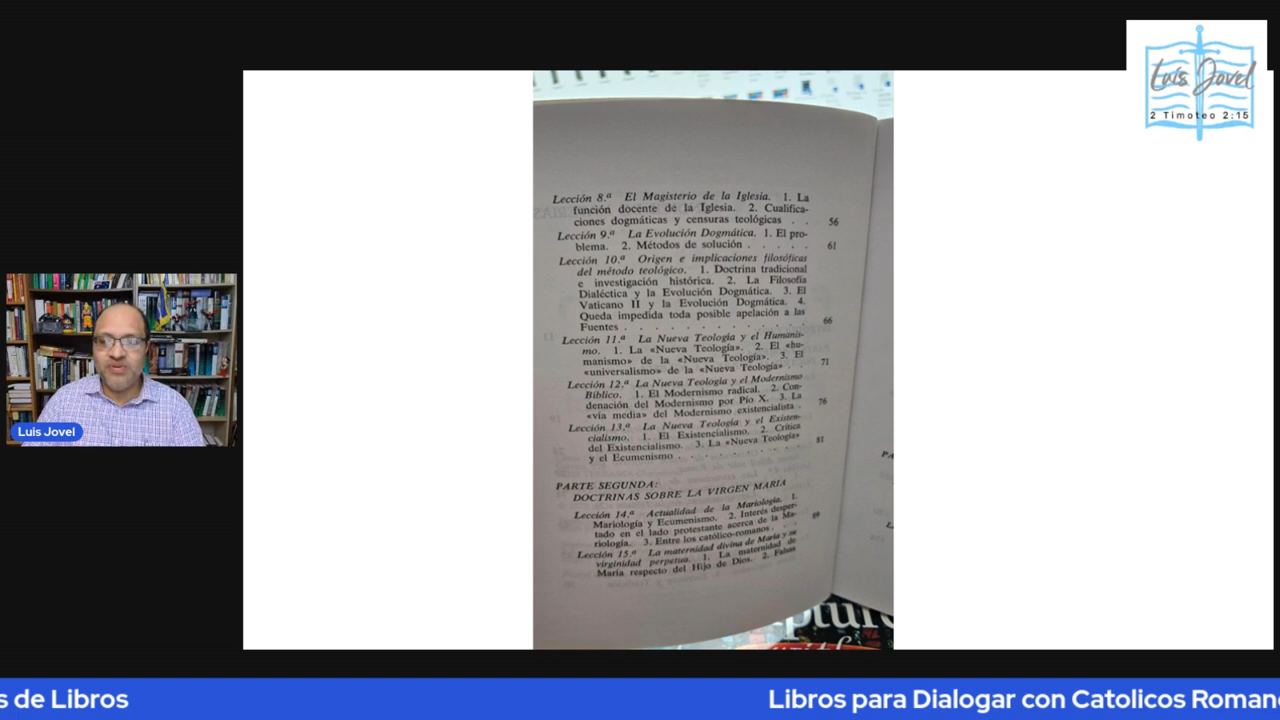 Luis Jovel
2 Timoteo 2:15
Lección 8.ª El Magisterio de la Iglesia. 1. La
función docente de la Iglesia. 2. Cualifica-
ciones dogmáticas y censuras teológicas . . 56
Lección 9.ª La Evolución Dogmática. 1. El pro-
blema. 2. Métodos de solución . . . . . 61
Lección 10.ª Origen e implicaciones filosóficas
del método teológico. 1. Doctrina tradicional
e investigación histórica. 2. La Filosofía
Dialéctica y la Evolución Dogmática. 3. El
Vaticano II y la Evolución Dogmática. 4.
Queda impedida toda posible apelación a las
Fuentes . . . . . . . . . . . 66
Lección 11.ª La Nueva Teología y el Humanis-
mo. 1. La «Nueva Teología». 2. El «hu-
manismo» de la «Nueva Teología». 3. El
«universalismo» de la «Nueva Teología» . . 71
Lección 12.ª La Nueva Teología y el Modernismo
Bíblico. 1. El Modernismo radical. 2. Con-
denación del Modernismo por Pío X. 3. La
«vía media» del Modernismo existencialista . 76
Lección 13.ª La Nueva Teología y el Existen-
cialismo. 1. El Existencialismo. 2. Crítica
del Existencialismo. 3. La «Nueva Teología»
y el Ecumenismo . . . . . . . . . 81
PARTE SEGUNDA:
DOCTRINAS SOBRE LA VIRGEN MARIA
Lección 14.ª Actualidad de la Mariología. 1.
Mariología y Ecumenismo. 2. Interés desper-
tado en el lado protestante acerca de la Ma-
riología. 3. Entre los católico-romanos . . . 89
Lección 15.ª La maternidad divina de María y su
virginidad perpetua. 1. La maternidad de
María respecto del Hijo de Dios. 2. Falsas
Luis Jovel
s de Libros
Libros para Dialogar con Catolicos Romano